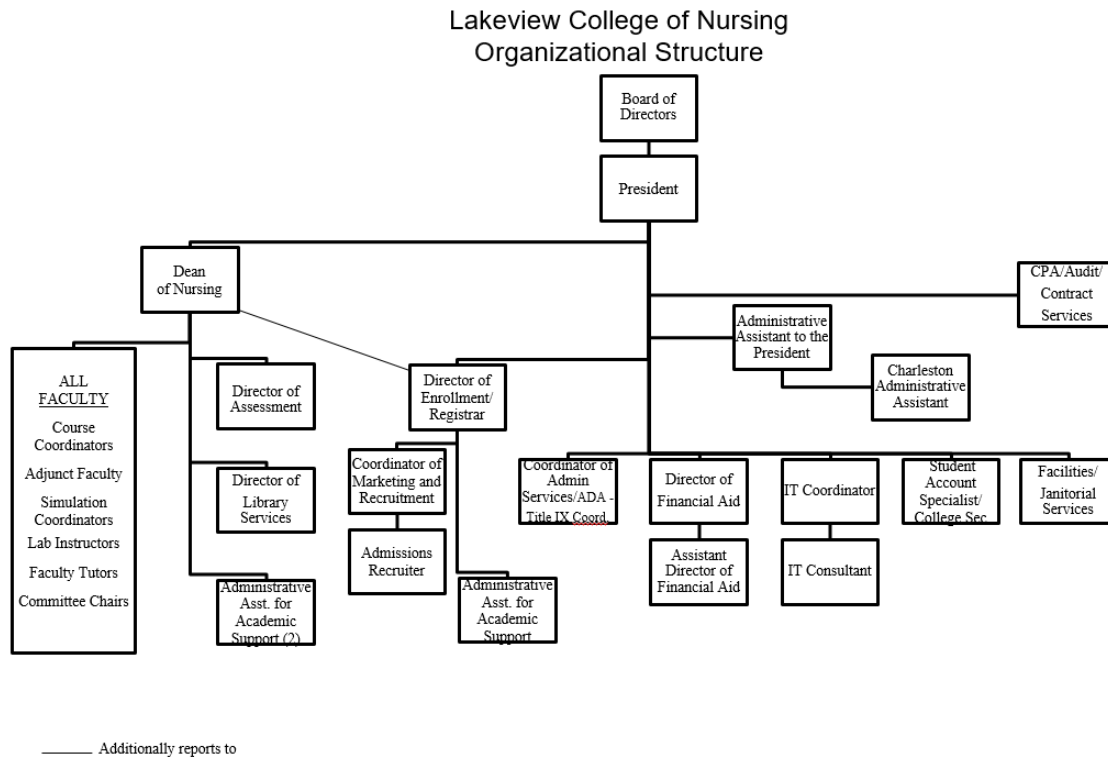 Lakeview College of Nursing
Organizational Structure
Board of
Directors
President
Dean
of Nursing
CPA/Audit/
Contract
Services
Administrative
Assistant to the
President
Charleston
Administrative
Assistant
ALL
FACULTY
Course
Coordinators
Adjunct Faculty
Simulation
Coordinators
Lab Instructors
Faculty Tutors
Committee Chairs
Director of
Assessment
Director of
Library
Services
Administrative
Asst. for
Academic
Support (2)
Director of
Enrollment/
Registrar
Coordinator of
Marketing and
Recruitment
Admissions
Recruiter
Administrative
Asst. for
Academic
Support
Coordinator of
Admin
Services/ADA -
Title IX Coord.
Director of
Financial Aid
Assistant
Director of
Financial Aid
IT Coordinator
IT Consultant
Student
Account
Specialist/
College Sec
Facilities/
Janitorial
Services
Additionally reports to